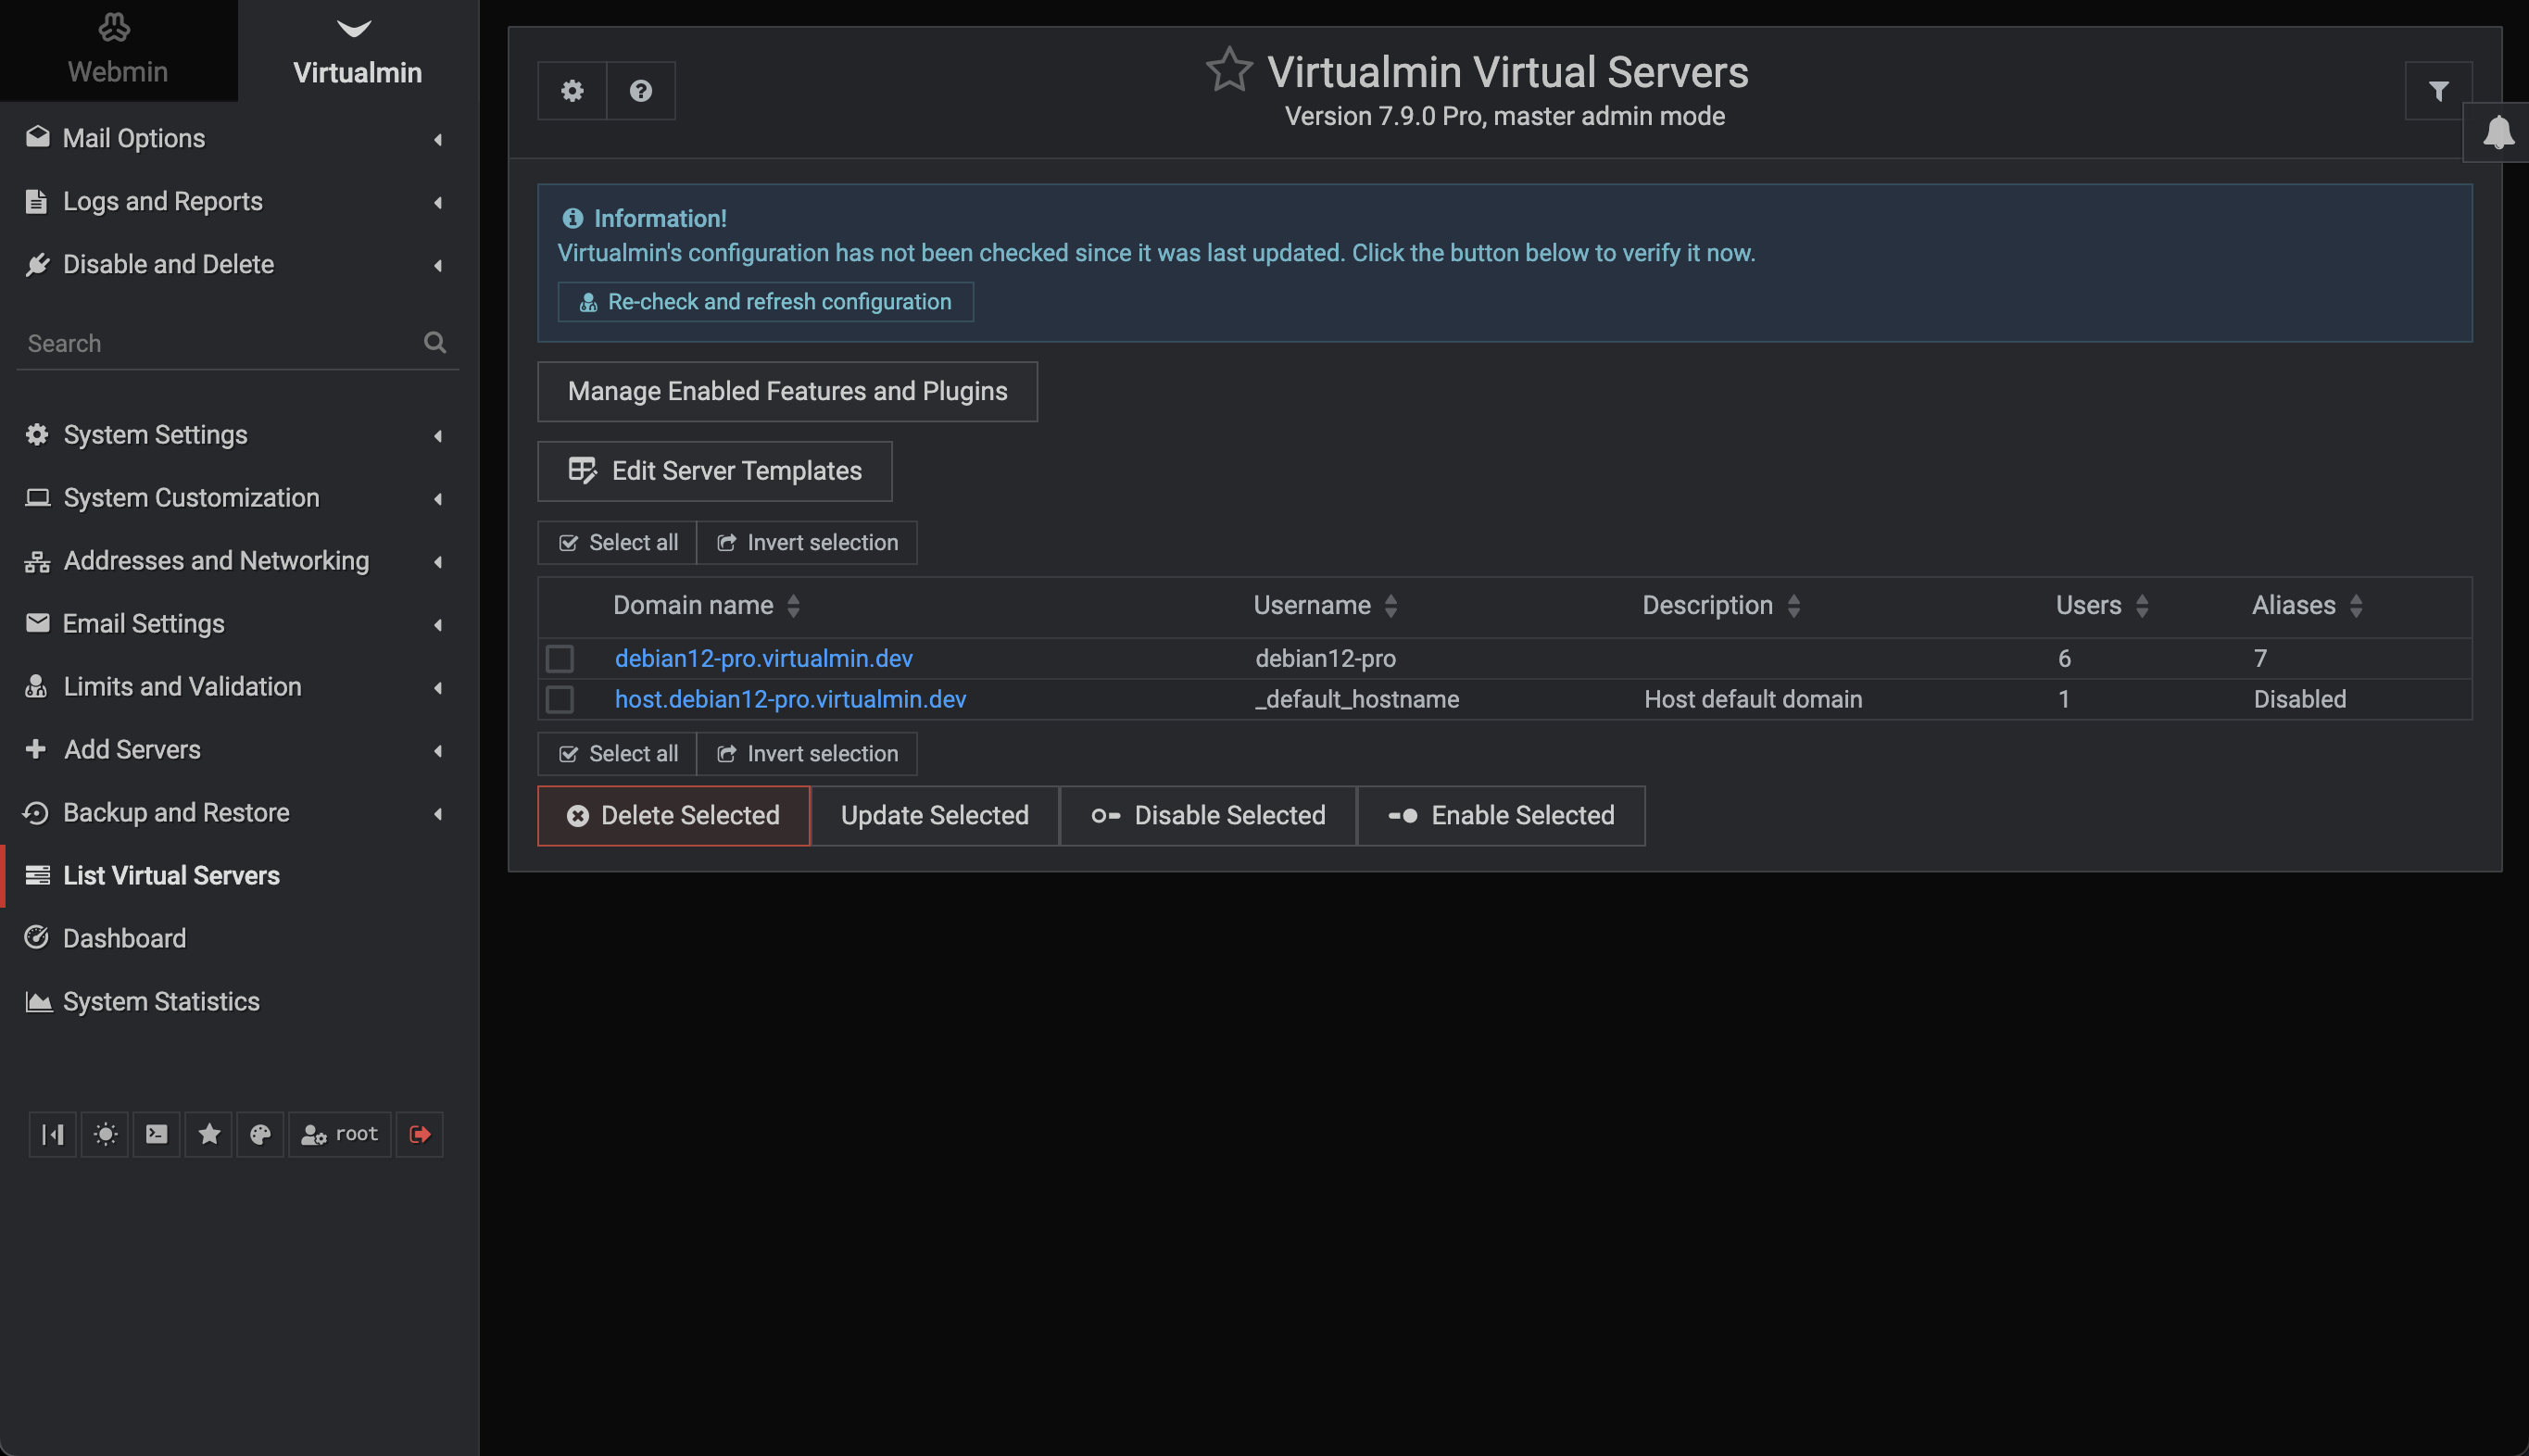 Webmin
Virtualmin
Mail Options
Logs and Reports
Disable and Delete
Search
System Settings
System Customization
Addresses and Networking
Email Settings
Limits and Validation
Add Servers
Backup and Restore
List Virtual Servers
Dashboard
System Statistics
root
Virtualmin Virtual Servers
Version 7.9.0 Pro, master admin mode
Information!
Virtualmin's configuration has not been checked since it was last updated. Click the button below to verify it now.
Re-check and refresh configuration
Manage Enabled Features and Plugins
Edit Server Templates
Select all Invert selection
Domain name Username Description Users Aliases
debian12-pro.virtualmin.dev debian12-pro 6 7
host.debian12-pro.virtualmin.dev _default_hostname Host default domain 1 Disabled
Select all Invert selection
Delete Selected Update Selected Disable Selected Enable Selected